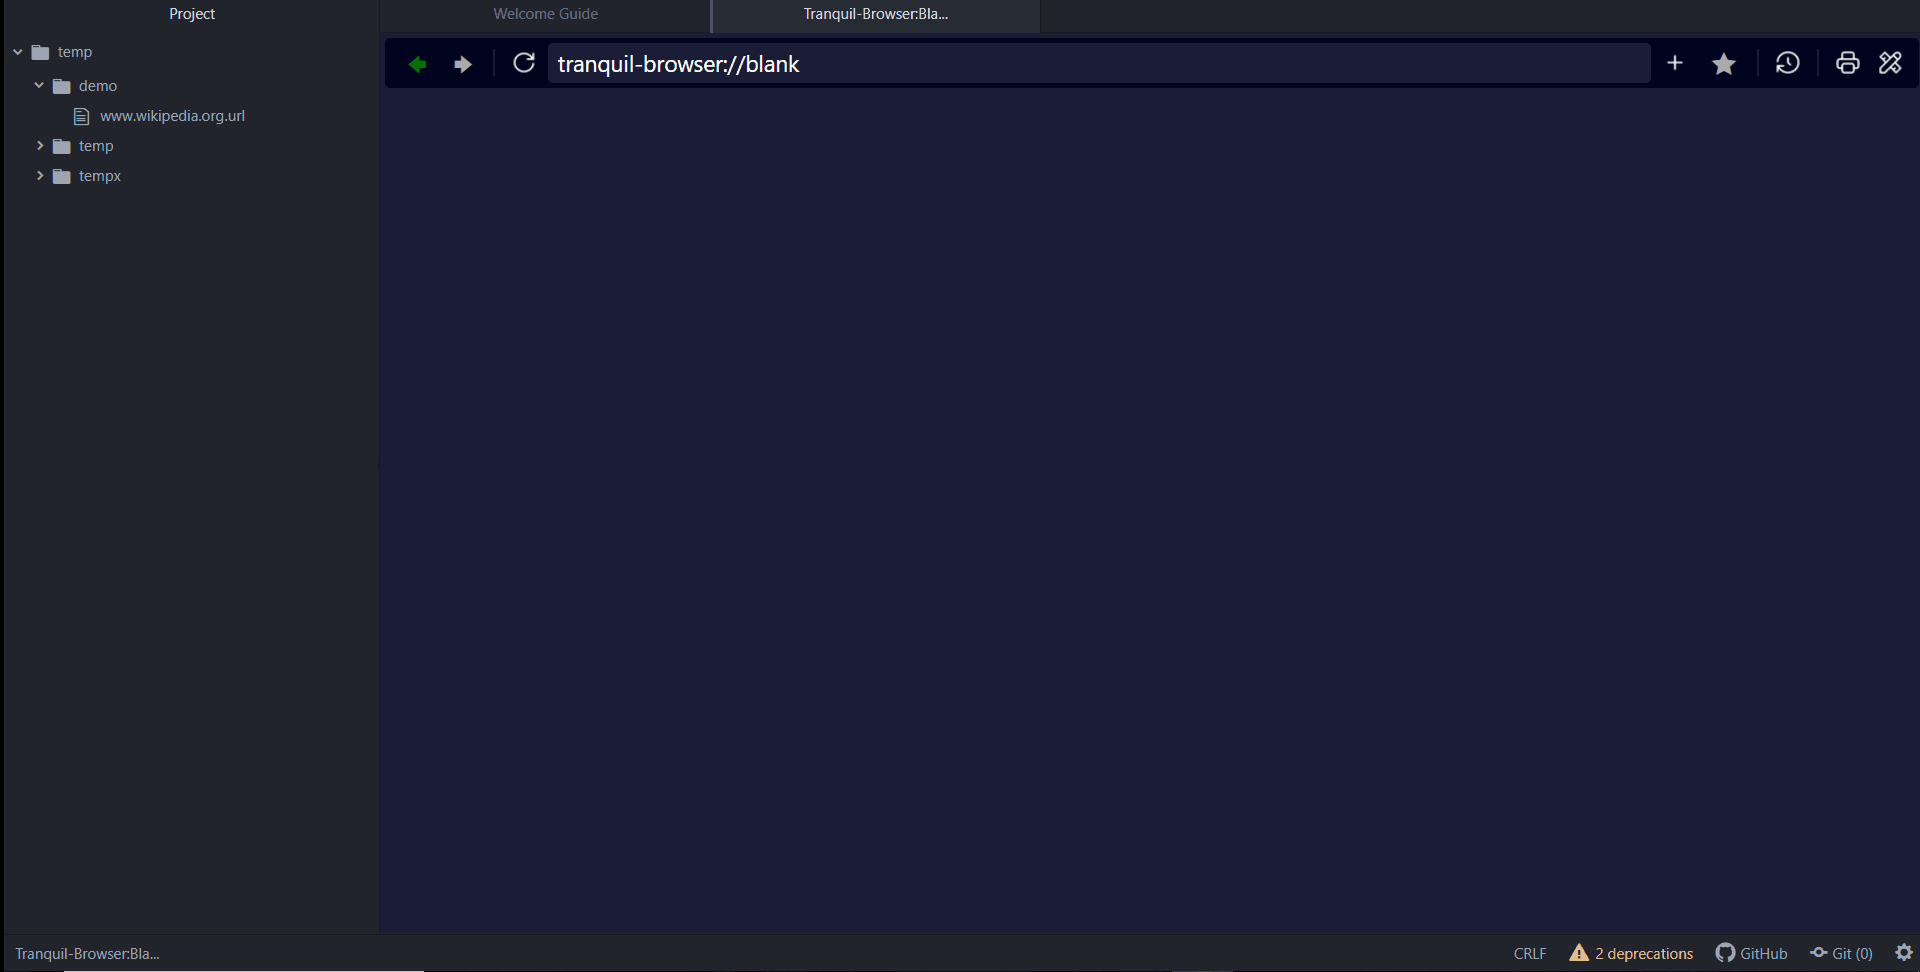 Project
Welcome Guide
Tranquil-Browser:Bla...
temp
tranquil-browser://blank
demo
www.wikipedia.org.url
temp
tempx
Tranquil-Browser:Bla...
CRLF
2 deprecations
GitHub
Git (0)